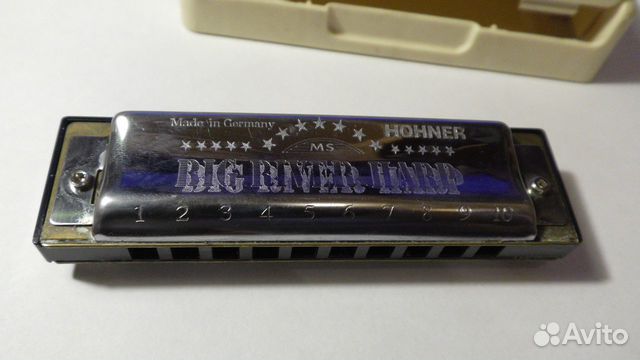 Made in Germany
HOHNER
MS
BIG RIVER HARP
1 2 3 4 5 6 7 8 9 10
Avito